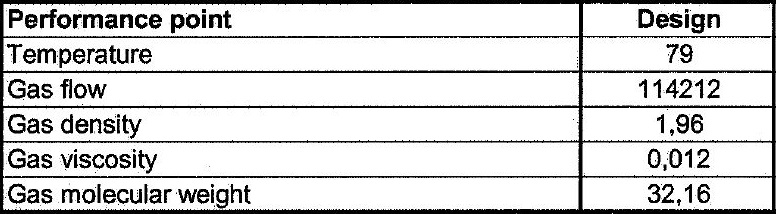 Performance point Design
Temperature 79
Gas flow 114212
Gas density 1,96
Gas viscosity 0,012
Gas molecular weight 32,16